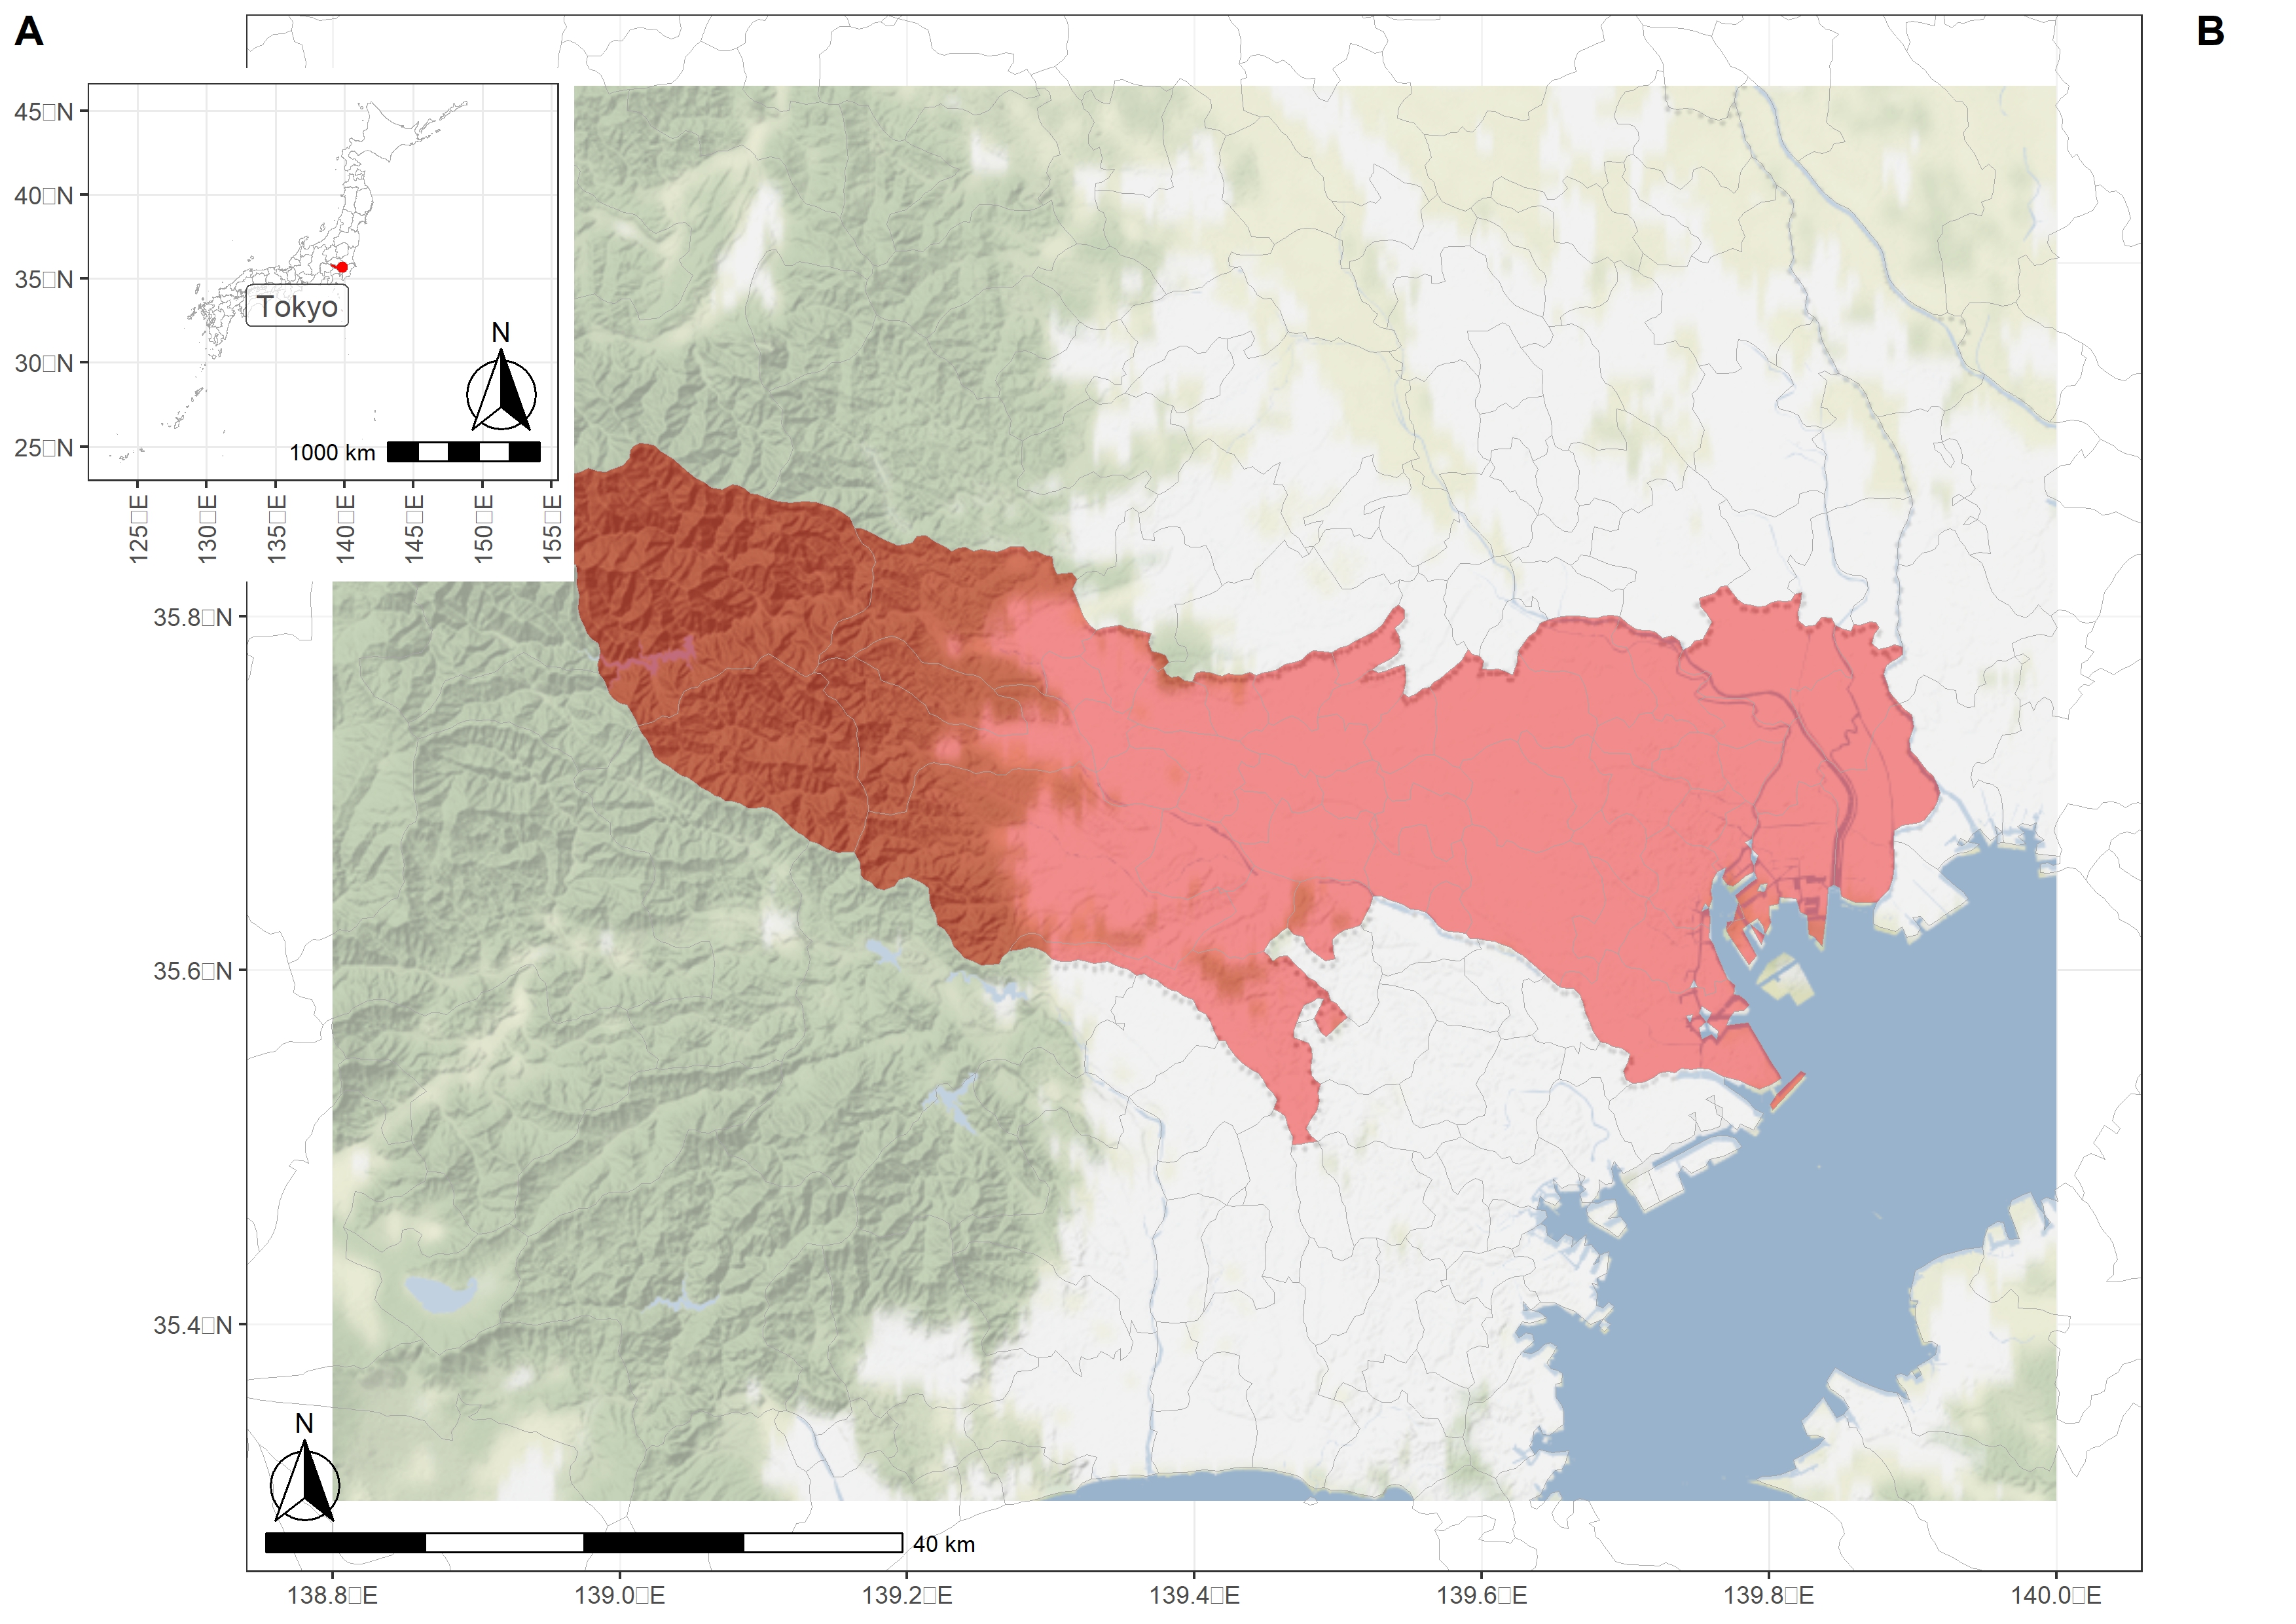 A
B
45□N
40□N
35□N
30□N
25□N
Tokyo
N
1000 km
125□E
130□E
135□E
140□E
145□E
150□E
155□E
35.8□N
35.6□N
35.4□N
N
40 km
138.8□E
139.0□E
139.2□E
139.4□E
139.6□E
139.8□E
140.0□E